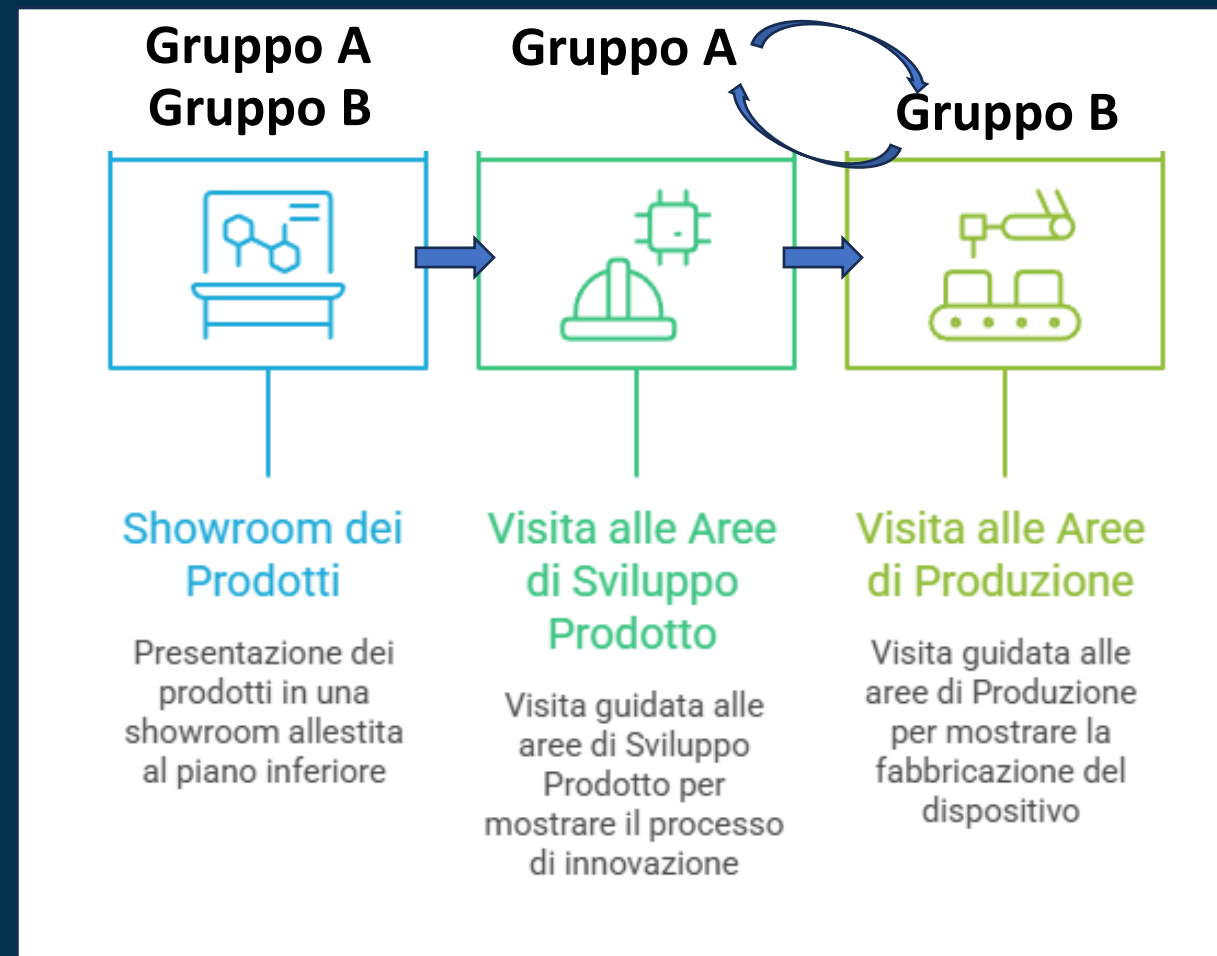 Gruppo A
Gruppo B
Gruppo A
Gruppo B
Showroom dei
Prodotti
Presentazione dei
prodotti in una
showroom allestita
al piano inferiore
Visita alle Aree
di Sviluppo
Prodotto
Visita guidata alle
aree di Sviluppo
Prodotto per
mostrare il processo
di innovazione
Visita alle Aree
di Produzione
Visita guidata alle
aree di Produzione
per mostrare la
fabbricazione del
dispositivo